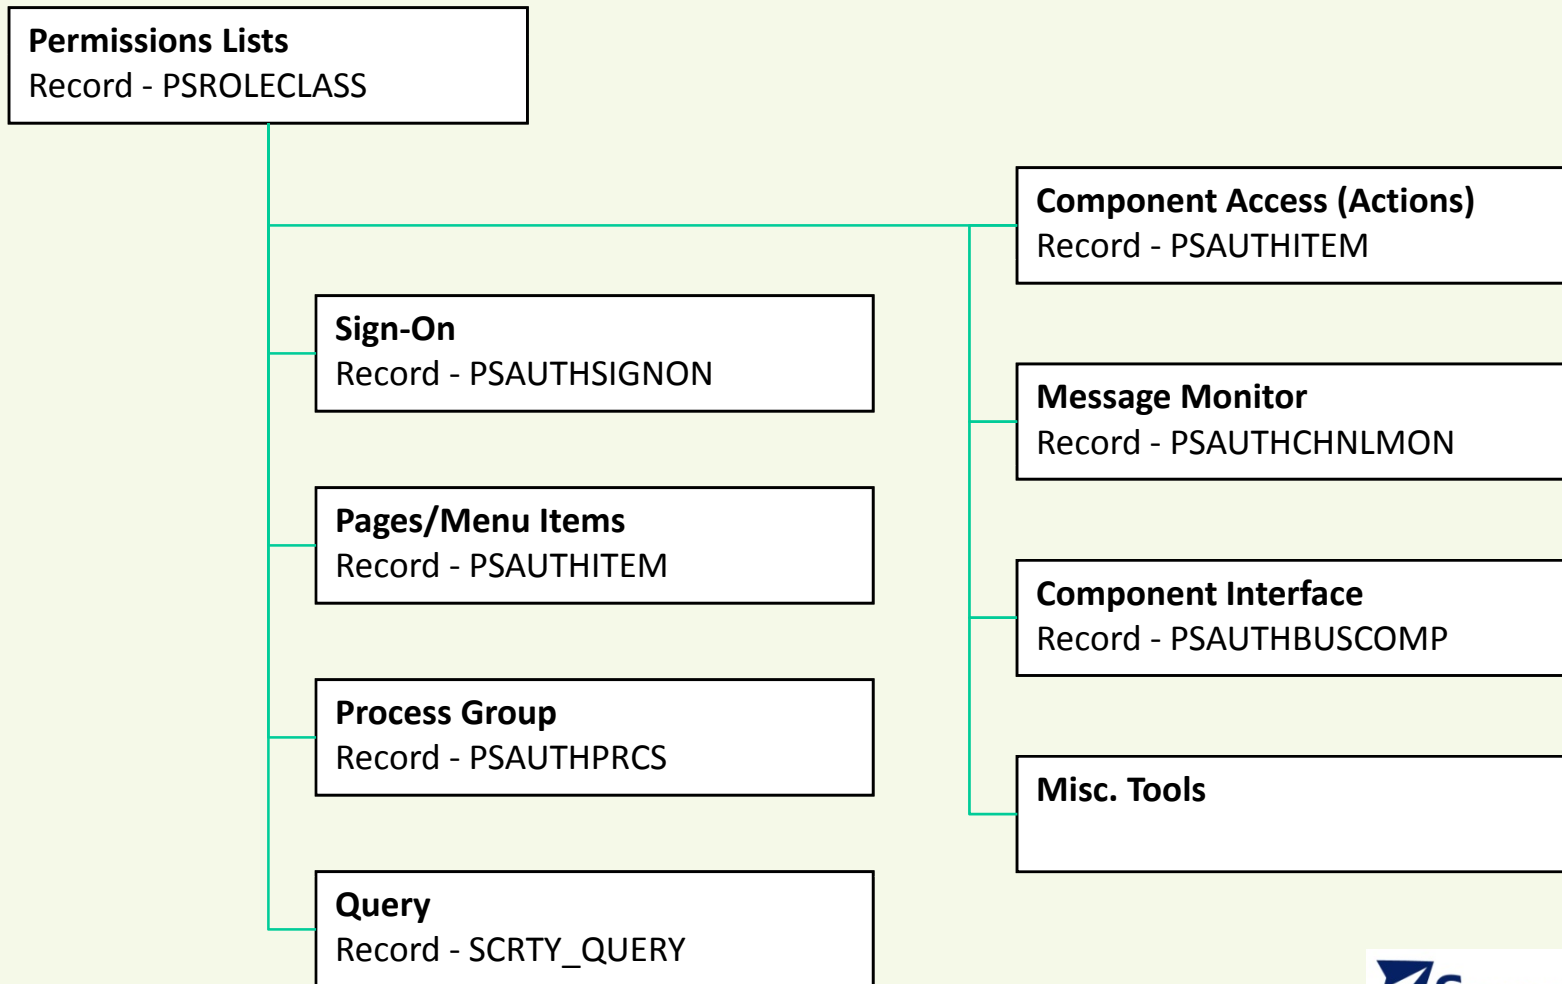 Permissions Lists
Record - PSROLECLASS
Component Access (Actions)
Record - PSAUTHITEM
Sign-On
Record - PSAUTHSIGNON
Message Monitor
Record - PSAUTHCHNLMON
Pages/Menu Items
Record - PSAUTHITEM
Component Interface
Record - PSAUTHBUSCOMP
Process Group
Record - PSAUTHPRCS
Misc. Tools
Query
Record - SCRTY_QUERY